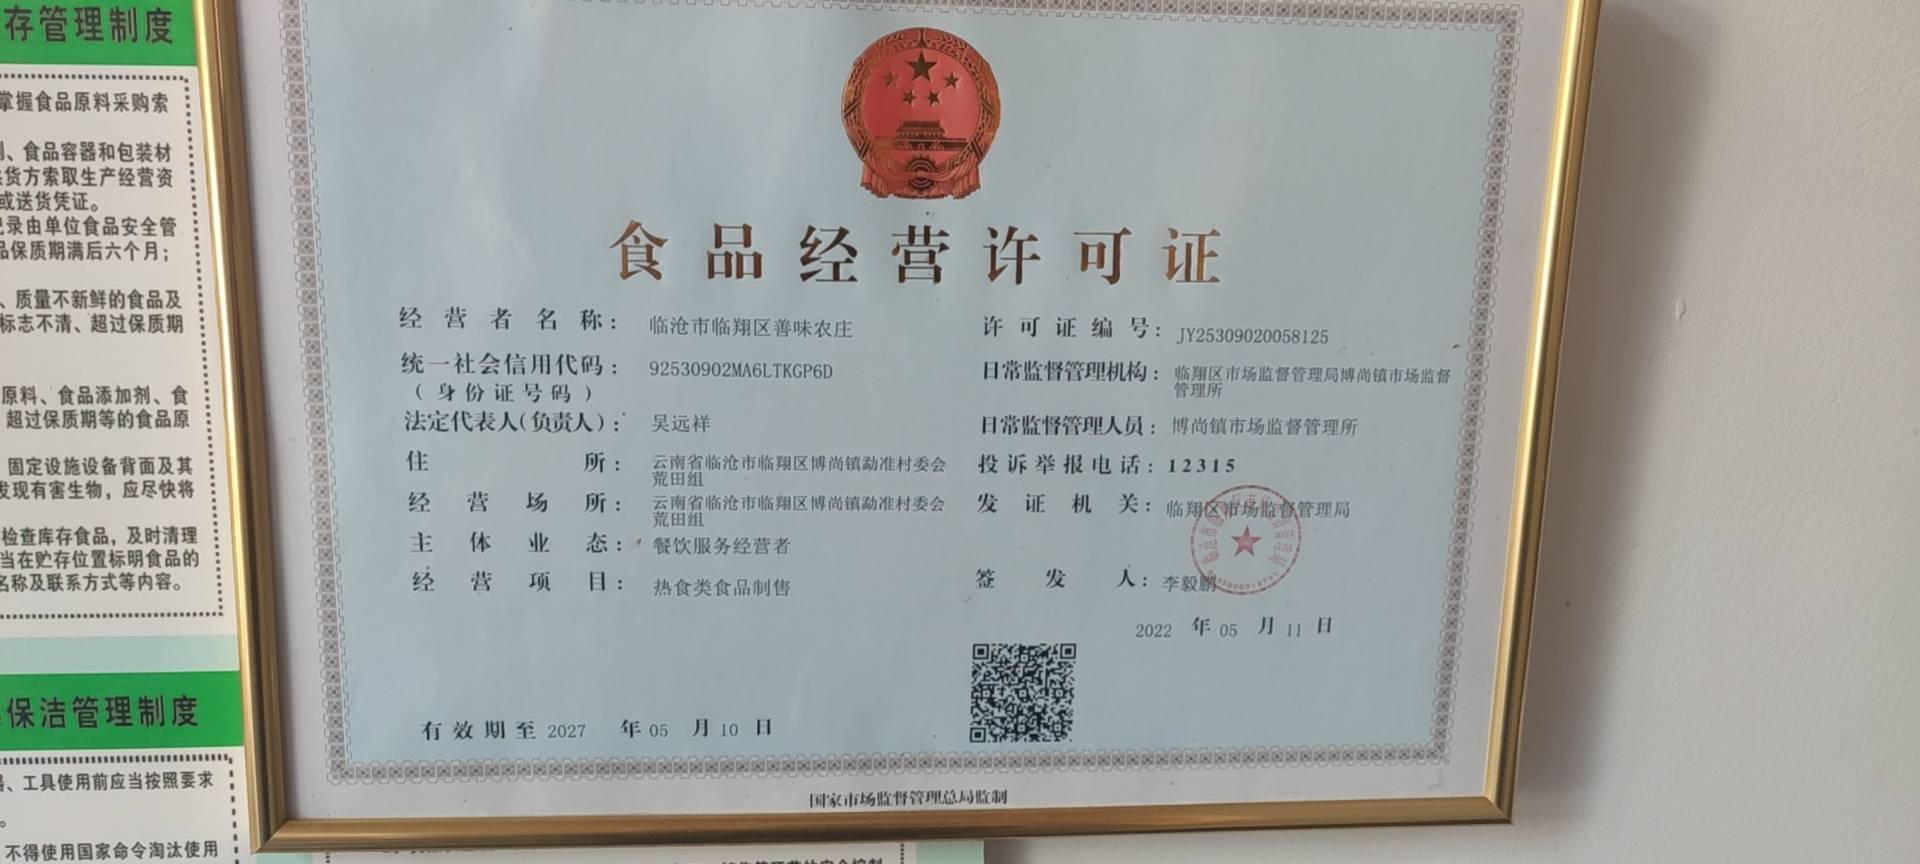 存管理制度
掌握食品原料采购索
、食品容器和包装材
货方索取生产经营资
或送货凭证。
录由单位食品安全管
品保质期满后六个月；
、质量不新鲜的食品及
标志不清、超过保质期
原料、食品添加剂、食
超过保质期等的食品原
固定设施设备背面及其
发现有害生物，应尽快将
检查库存食品，及时清理
当在贮存位置标明食品的
名称及联系方式等内容。
保洁管理制度
、工具使用前应当按照要求
。
不得使用国家命令淘汰使用
食品经营许可证
经营者名称：临沧市临翔区善味农庄
统一社会信用代码：92530902MA6LTKGP6D
（身份证号码）
法定代表人(负责人)：吴远祥
住所：云南省临沧市临翔区博尚镇勐准村委会
荒田组
经营场所：云南省临沧市临翔区博尚镇勐准村委会
荒田组
主体业态：餐饮服务经营者
经营项目：热食类食品制售
许可证编号：JY25309020058125
日常监督管理机构：临翔区市场监督管理局博尚镇市场监督
管理所
日常监督管理人员：博尚镇市场监督管理所
投诉举报电话：12315
发证机关：临翔区市场监督管理局
签发人：李毅鹏
2022 年 05 月 11 日
有效期至 2027 年 05 月 10 日
国家市场监督管理总局监制